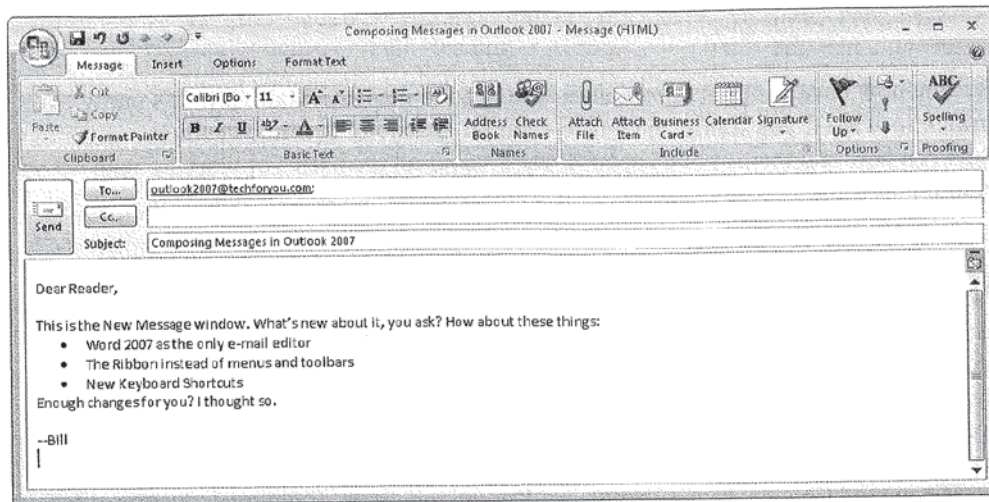 Composing Messages in Outlook 2007 - Message (HTML)
Message Insert Options Format Text
Cut
Copy
Paste
Format Painter
Clipboard
Calibri (Bo 11
B I U ab A
Basic Text
Address Book
Check Names
Names
Attach File
Attach Item
Business Card
Calendar
Signature
Include
Follow Up
Options
ABC
Spelling
Proofing
Send
To... outlook2007@techforyou.com;
Cc...
Subject: Composing Messages in Outlook 2007
Dear Reader,
This is the New Message window. What's new about it, you ask? How about these things:
• Word 2007 as the only e-mail editor
• The Ribbon instead of menus and toolbars
• New Keyboard Shortcuts
Enough changes for you? I thought so.
--Bill